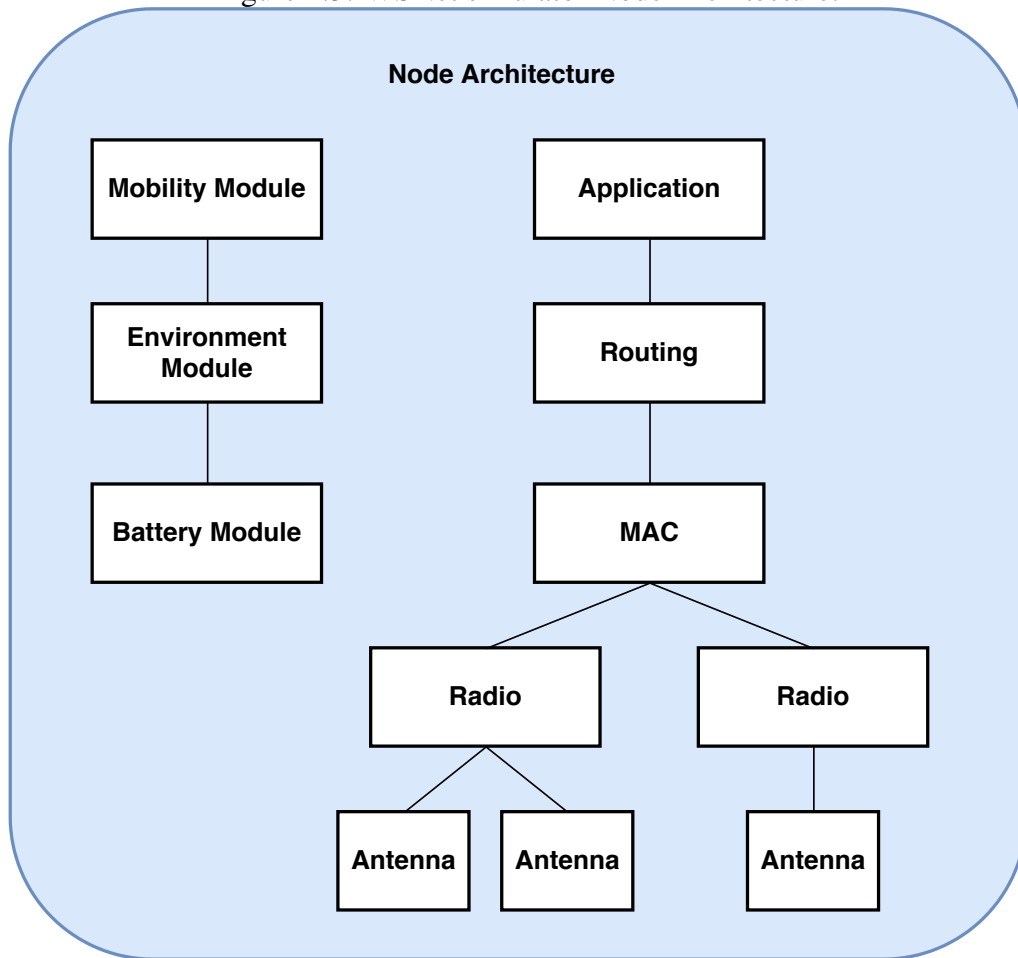 Node Architecture
Mobility Module
Application
Environment
Module
Routing
Battery Module
MAC
Radio
Radio
Antenna
Antenna
Antenna